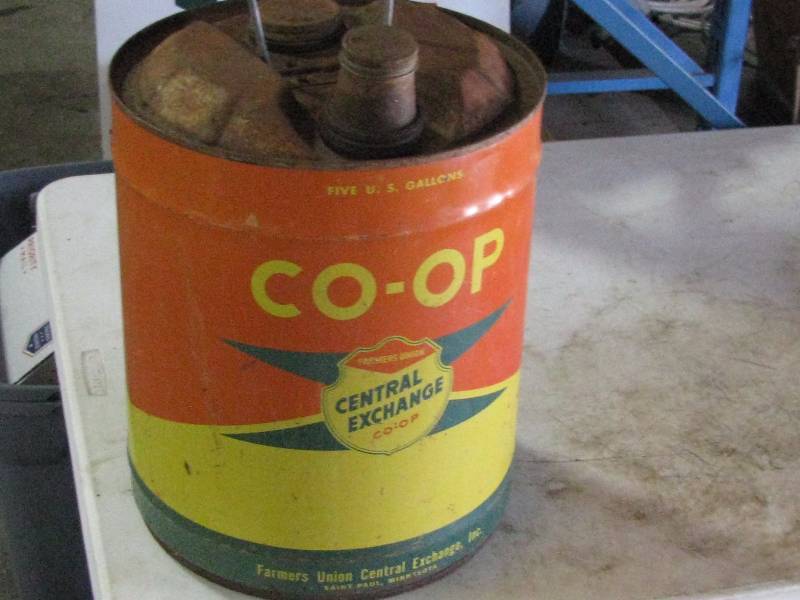 FIVE U. S. GALLONS
CO-OP
FARMERS UNION
CENTRAL
EXCHANGE
CO-OP
Farmers Union Central Exchange, Inc.
SAINT PAUL, MINNESOTA